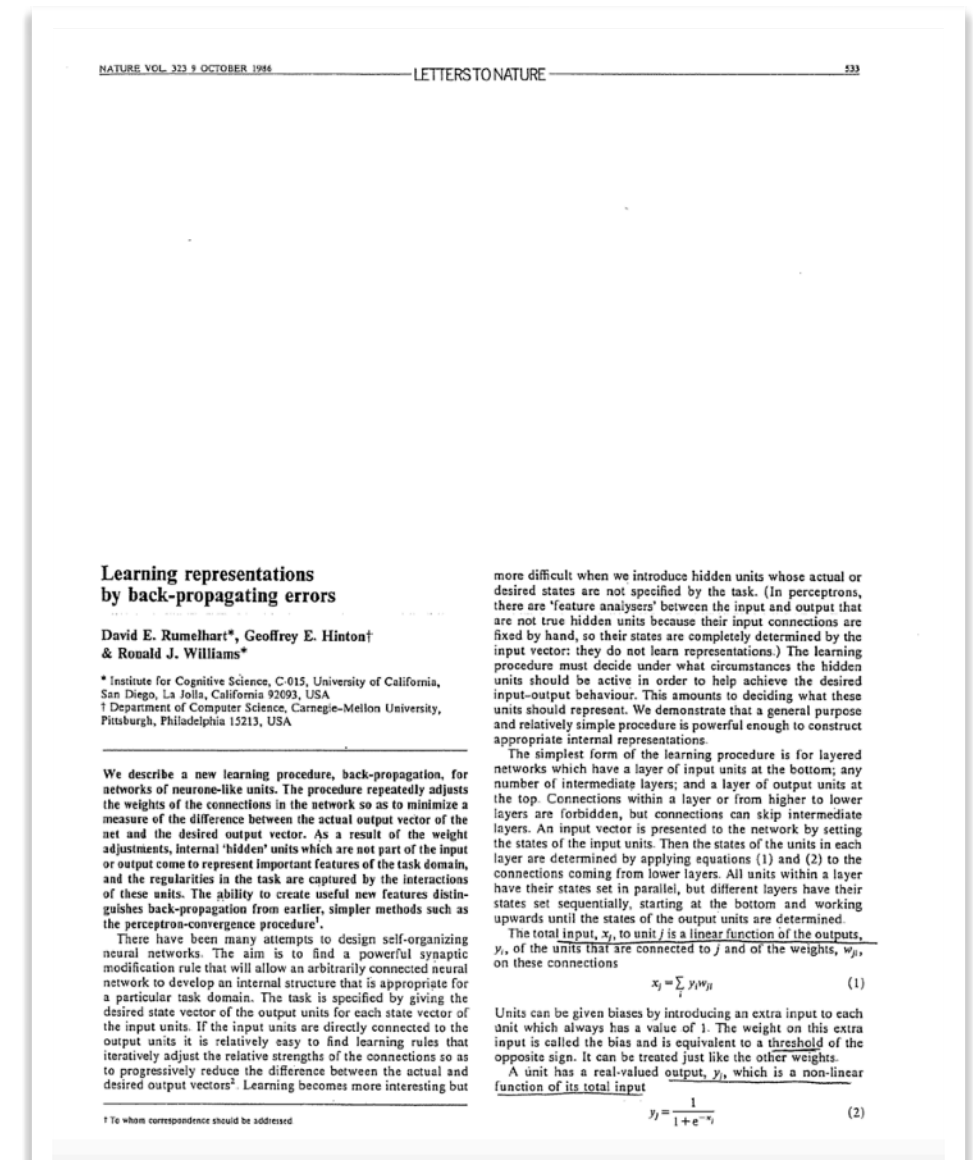 NATURE VOL. 323 9 OCTOBER 1986
LETTERS TO NATURE
533
Learning representations
by back-propagating errors
David E. Rumelhart*, Geoffrey E. Hinton†
& Ronald J. Williams*
* Institute for Cognitive Science, C-015, University of California,
San Diego, La Jolla, California 92093, USA
† Department of Computer Science, Carnegie-Mellon University,
Pittsburgh, Philadelphia 15213, USA
We describe a new learning procedure, back-propagation, for
networks of neurone-like units. The procedure repeatedly adjusts
the weights of the connections in the network so as to minimize a
measure of the difference between the actual output vector of the
net and the desired output vector. As a result of the weight
adjustments, internal 'hidden' units which are not part of the input
or output come to represent important features of the task domain,
and the regularities in the task are captured by the interactions
of these units. The ability to create useful new features distin-
guishes back-propagation from earlier, simpler methods such as
the perceptron-convergence procedure¹.
There have been many attempts to design self-organizing
neural networks. The aim is to find a powerful synaptic
modification rule that will allow an arbitrarily connected neural
network to develop an internal structure that is appropriate for
a particular task domain. The task is specified by giving the
desired state vector of the output units for each state vector of
the input units. If the input units are directly connected to the
output units it is relatively easy to find learning rules that
iteratively adjust the relative strengths of the connections so as
to progressively reduce the difference between the actual and
desired output vectors². Learning becomes more interesting but
† To whom correspondence should be addressed
more difficult when we introduce hidden units whose actual or
desired states are not specified by the task. (In perceptrons,
there are 'feature analysers' between the input and output that
are not true hidden units because their input connections are
fixed by hand, so their states are completely determined by the
input vector: they do not learn representations.) The learning
procedure must decide under what circumstances the hidden
units should be active in order to help achieve the desired
input-output behaviour. This amounts to deciding what these
units should represent. We demonstrate that a general purpose
and relatively simple procedure is powerful enough to construct
appropriate internal representations.
The simplest form of the learning procedure is for layered
networks which have a layer of input units at the bottom; any
number of intermediate layers; and a layer of output units at
the top. Connections within a layer or from higher to lower
layers are forbidden, but connections can skip intermediate
layers. An input vector is presented to the network by setting
the states of the input units. Then the states of the units in each
layer are determined by applying equations (1) and (2) to the
connections coming from lower layers. All units within a layer
have their states set in parallel, but different layers have their
states set sequentially, starting at the bottom and working
upwards until the states of the output units are determined.
The total input, xⱼ, to unit j is a linear function of the outputs,
yᵢ, of the units that are connected to j and of the weights, wⱼᵢ,
on these connections
xⱼ = ∑ᵢ yᵢwⱼᵢ (1)
Units can be given biases by introducing an extra input to each
unit which always has a value of 1. The weight on this extra
input is called the bias and is equivalent to a threshold of the
opposite sign. It can be treated just like the other weights.
A unit has a real-valued output, yⱼ, which is a non-linear
function of its total input
yⱼ = 1/(1+e^(-xⱼ)) (2)